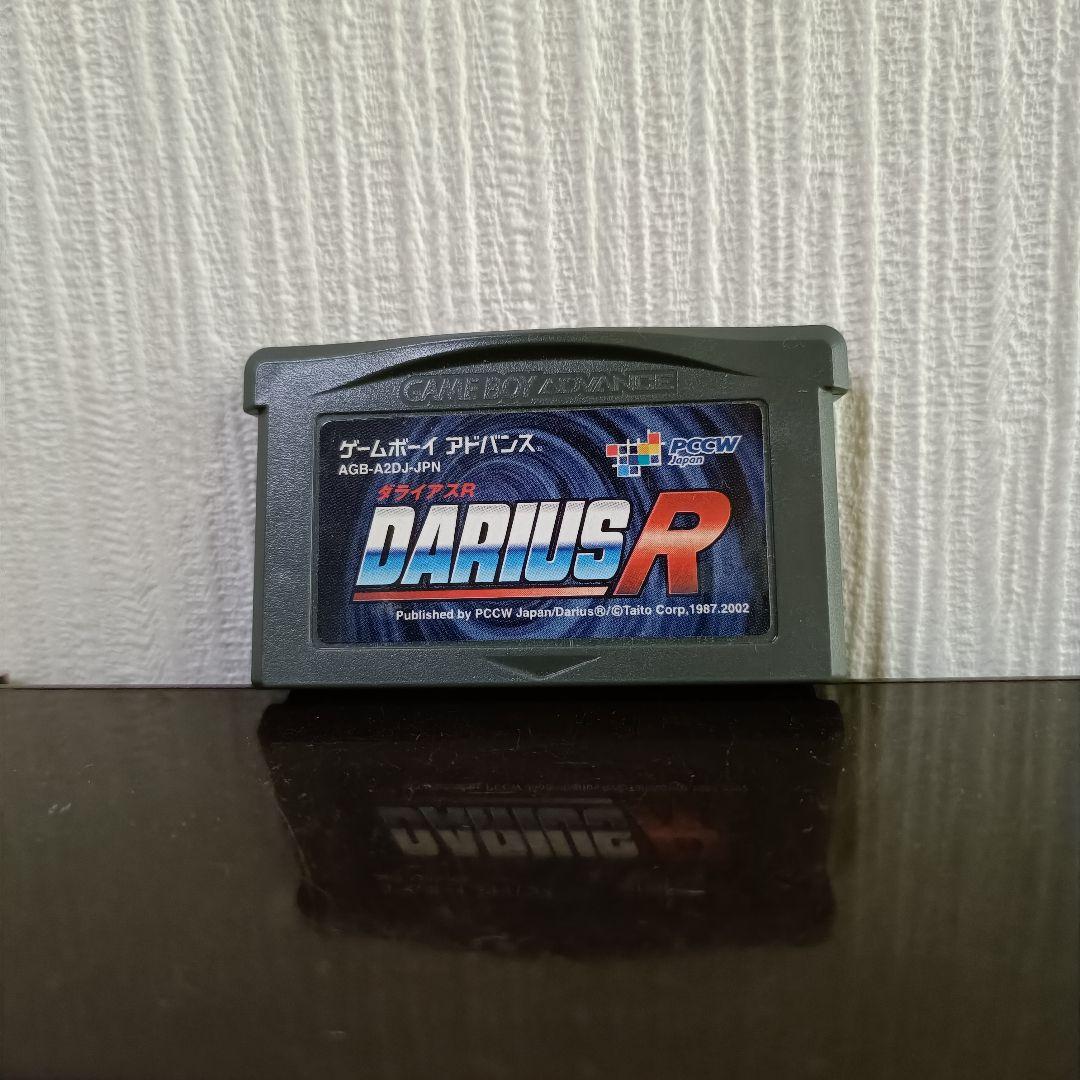 GAME BOY ADVANCE
ゲームボーイ アドバンス
AGB-A2DJ-JPN
PCCW
Japan
ダライアスR
DARIUS R
Published by PCCW Japan/Darius®/©Taito Corp,1987.2002